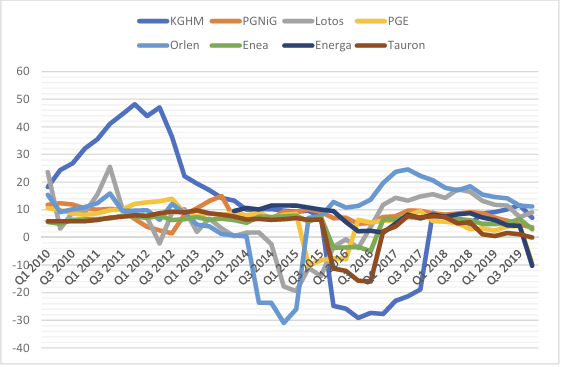 KGHM PGNiG Lotos PGE
Orlen Enea Energa Tauron
60
50
40
30
20
10
0
-10
-20
-30
-40
Q1 2010
Q3 2010
Q1 2011
Q3 2011
Q1 2012
Q3 2012
Q1 2013
Q3 2013
Q1 2014
Q3 2014
Q1 2015
Q3 2015
Q1 2016
Q3 2016
Q1 2017
Q3 2017
Q1 2018
Q3 2018
Q1 2019
Q3 2019